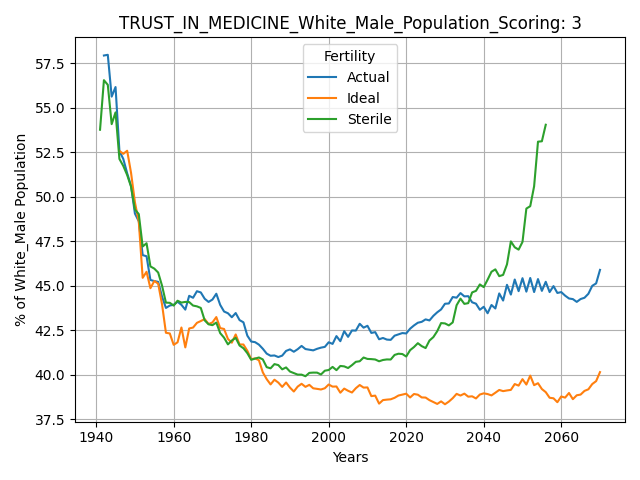 TRUST_IN_MEDICINE_White_Male_Population_Scoring: 3
Fertility
Actual
Ideal
Sterile
% of White_Male Population
57.5
55.0
52.5
50.0
47.5
45.0
42.5
40.0
37.5
1940 1960 1980 2000 2020 2040 2060
Years